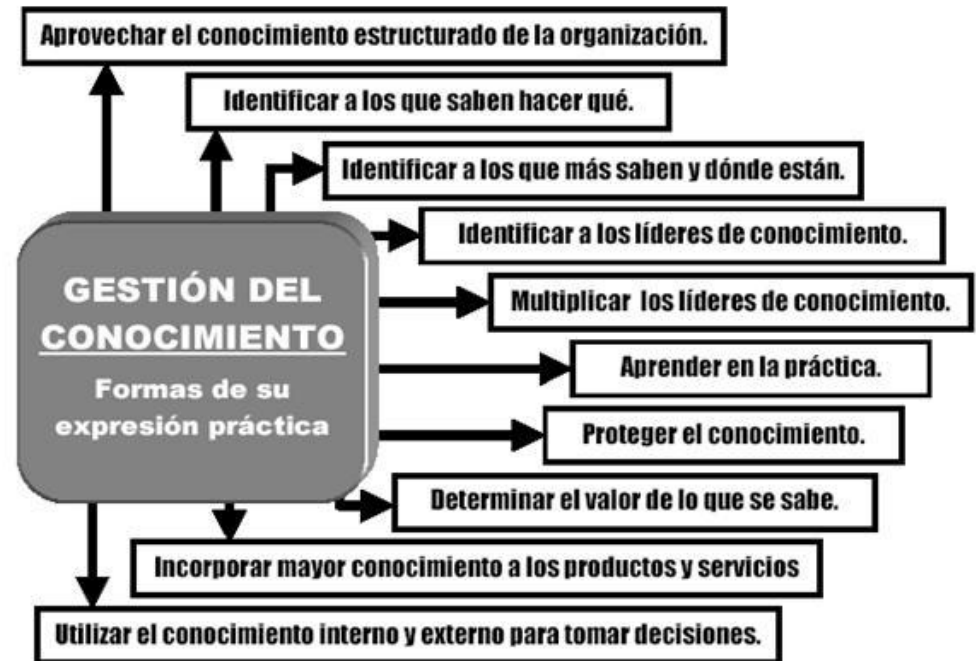 Aprovechar el conocimiento estructurado de la organización.
Identificar a los que saben hacer qué.
Identificar a los que más saben y dónde están.
Identificar a los líderes de conocimiento.
Multiplicar los líderes de conocimiento.
Aprender en la práctica.
Proteger el conocimiento.
Determinar el valor de lo que se sabe.
Incorporar mayor conocimiento a los productos y servicios
Utilizar el conocimiento interno y externo para tomar decisiones.
GESTIÓN DEL
CONOCIMIENTO
Formas de su
expresión práctica